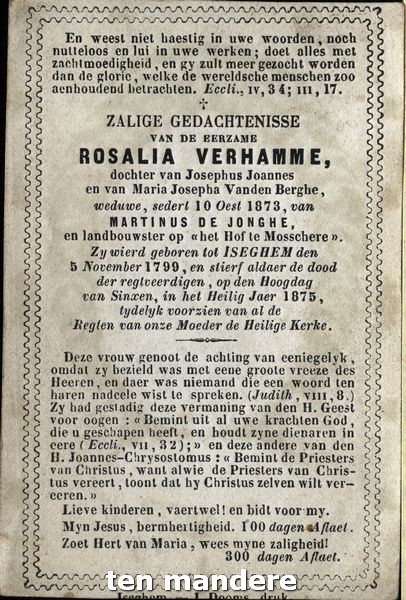 En weest niet haestig in uwe woorden, noch
nutteloos en lui in uwe werken; doet alles met
zachtmoedigheid, en gy zult meer gezocht worden
dan de glorie, welke de wereldsche menschen zoo
aenhoudend betrachten. Eccli., IV, 34; III, 17.
✝
ZALIGE GEDACHTENISSE
VAN DE EERZAME
ROSALIA VERHAMME,
dochter van Josephus Joannes
en van Maria Josepha Vanden Berghe,
weduwe, sedert 10 Oest 1873, van
MARTINUS DE JONGHE,
en landbouwster op «het Hof te Mosschere».
Zy wierd geboren tot ISEGHEM den
5 November 1799, en stierf aldaer de dood
der regtveerdigen, op den Hoogdag
van Sinxen, in het Heilig Jaer 1875,
tydelyk voorzien van al de
Regten van onze Moeder de Heilige Kerke.
Deze vrouw genoot de achting van eeniegelyk,
omdat zy bezield was met eene groote vreeze des
Heeren, en daer was niemand die een woord ten
haren nadeele wist te spreken. (Judith, VIII, 8.)
Zy had gestadig deze vermaning van den H. Geest
voor oogen : «Bemint uit al uwe krachten God,
die u geschapen heeft, en houdt zyne dienaren in
eere (Eccli., VII, 32);» en deze andere van den
H. Joannes-Chrysostomus : «Bemint de Priesters
van Christus, want alwie de Priesters van Chris-
tus vereert, toont dat hy Christus zelven wilt ver-
eeren.»
Lieve kinderen, vaertwel! en bidt voor my.
Myn Jesus, bermhertigheid. 100 dagen Aflaet.
Zoet Hert van Maria, wees myne zaligheid!
300 dagen Aflaet.
Iseghem — J. Dooms, druk.
ten mandere